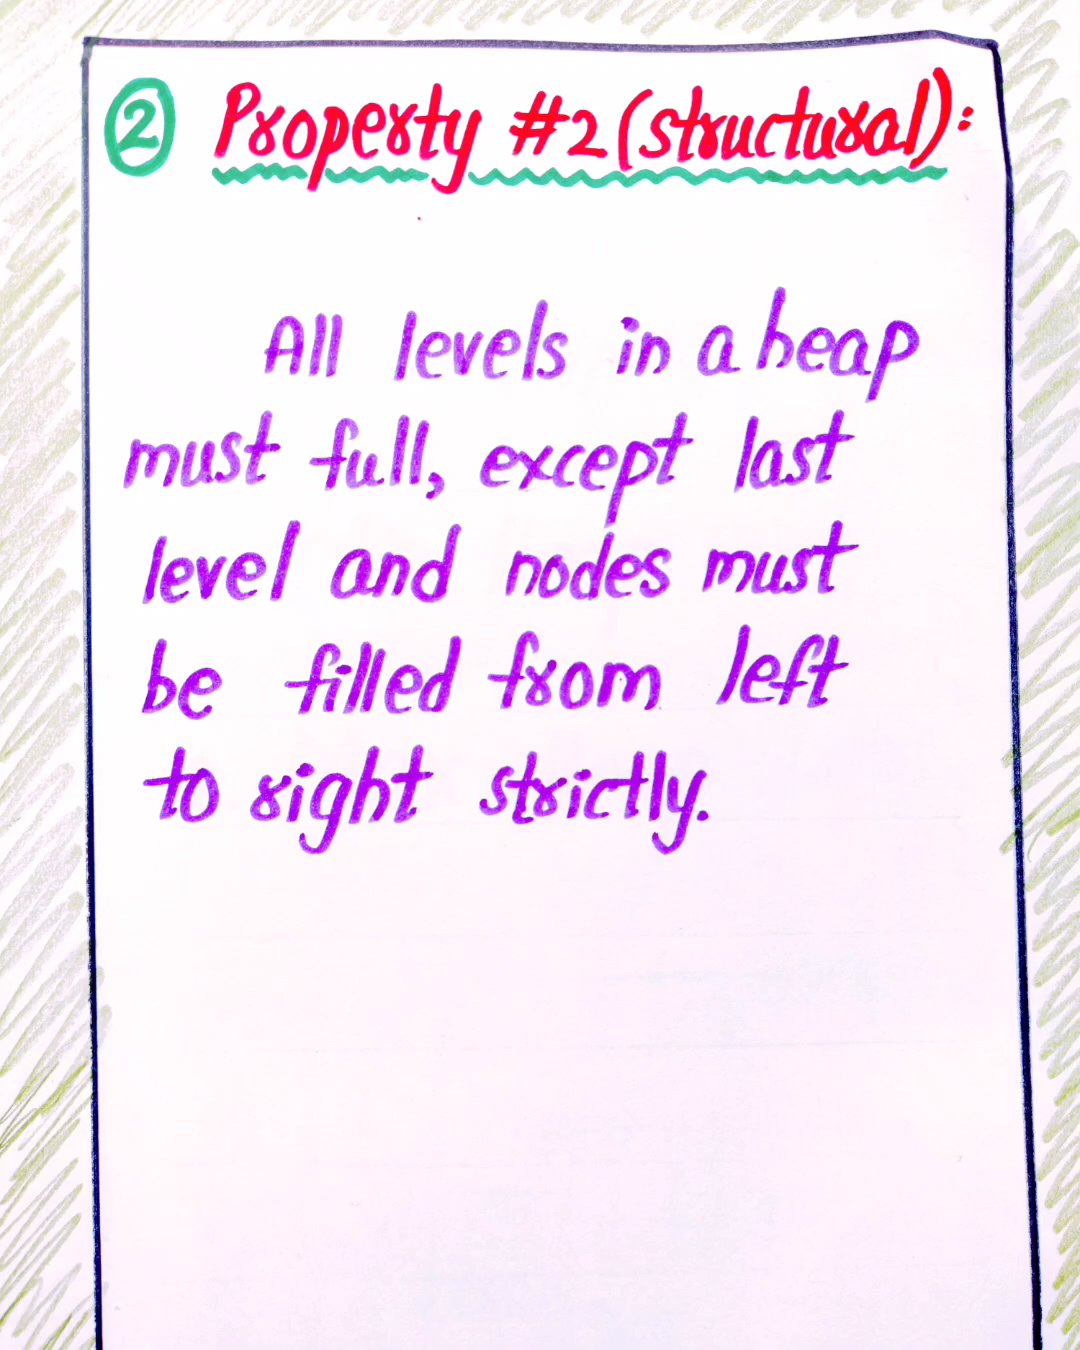 2 Property #2 (structural):
All levels in a heap
must full, except last
level and nodes must
be filled from left
to right strictly.